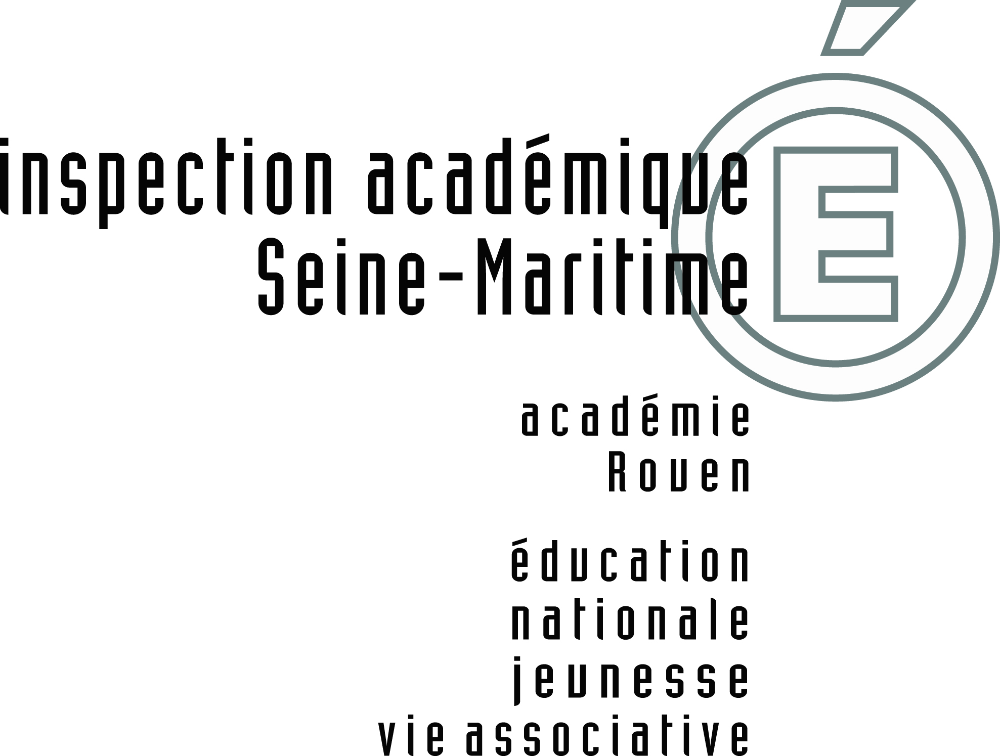 inspection académique
Seine-Maritime
É
académie
Rouen
éducation
nationale
jeunesse
vie associative